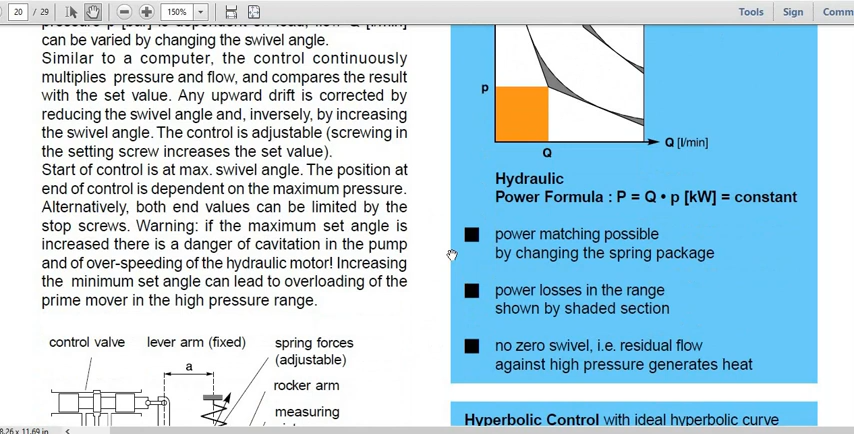 20 / 29
150%
Tools
Sign
Comm
can be varied by changing the swivel angle.
Similar to a computer, the control continuously
multiplies pressure and flow, and compares the result
with the set value. Any upward drift is corrected by
reducing the swivel angle and, inversely, by increasing
the swivel angle. The control is adjustable (screwing in
the setting screw increases the set value).
Start of control is at max. swivel angle. The position at
end of control is dependent on the maximum pressure.
Alternatively, both end values can be limited by the
stop screws. Warning: if the maximum set angle is
increased there is a danger of cavitation in the pump
and of over-speeding of the hydraulic motor! Increasing
the minimum set angle can lead to overloading of the
prime mover in the high pressure range.
control valve
lever arm (fixed)
spring forces
(adjustable)
a
rocker arm
measuring
p
Q [l/min]
Q
Hydraulic
Power Formula : P = Q • p [kW] = constant
power matching possible
by changing the spring package
power losses in the range
shown by shaded section
no zero swivel, i.e. residual flow
against high pressure generates heat
Hyperbolic Control with ideal hyperbolic curve
8.26 x 11.69 in